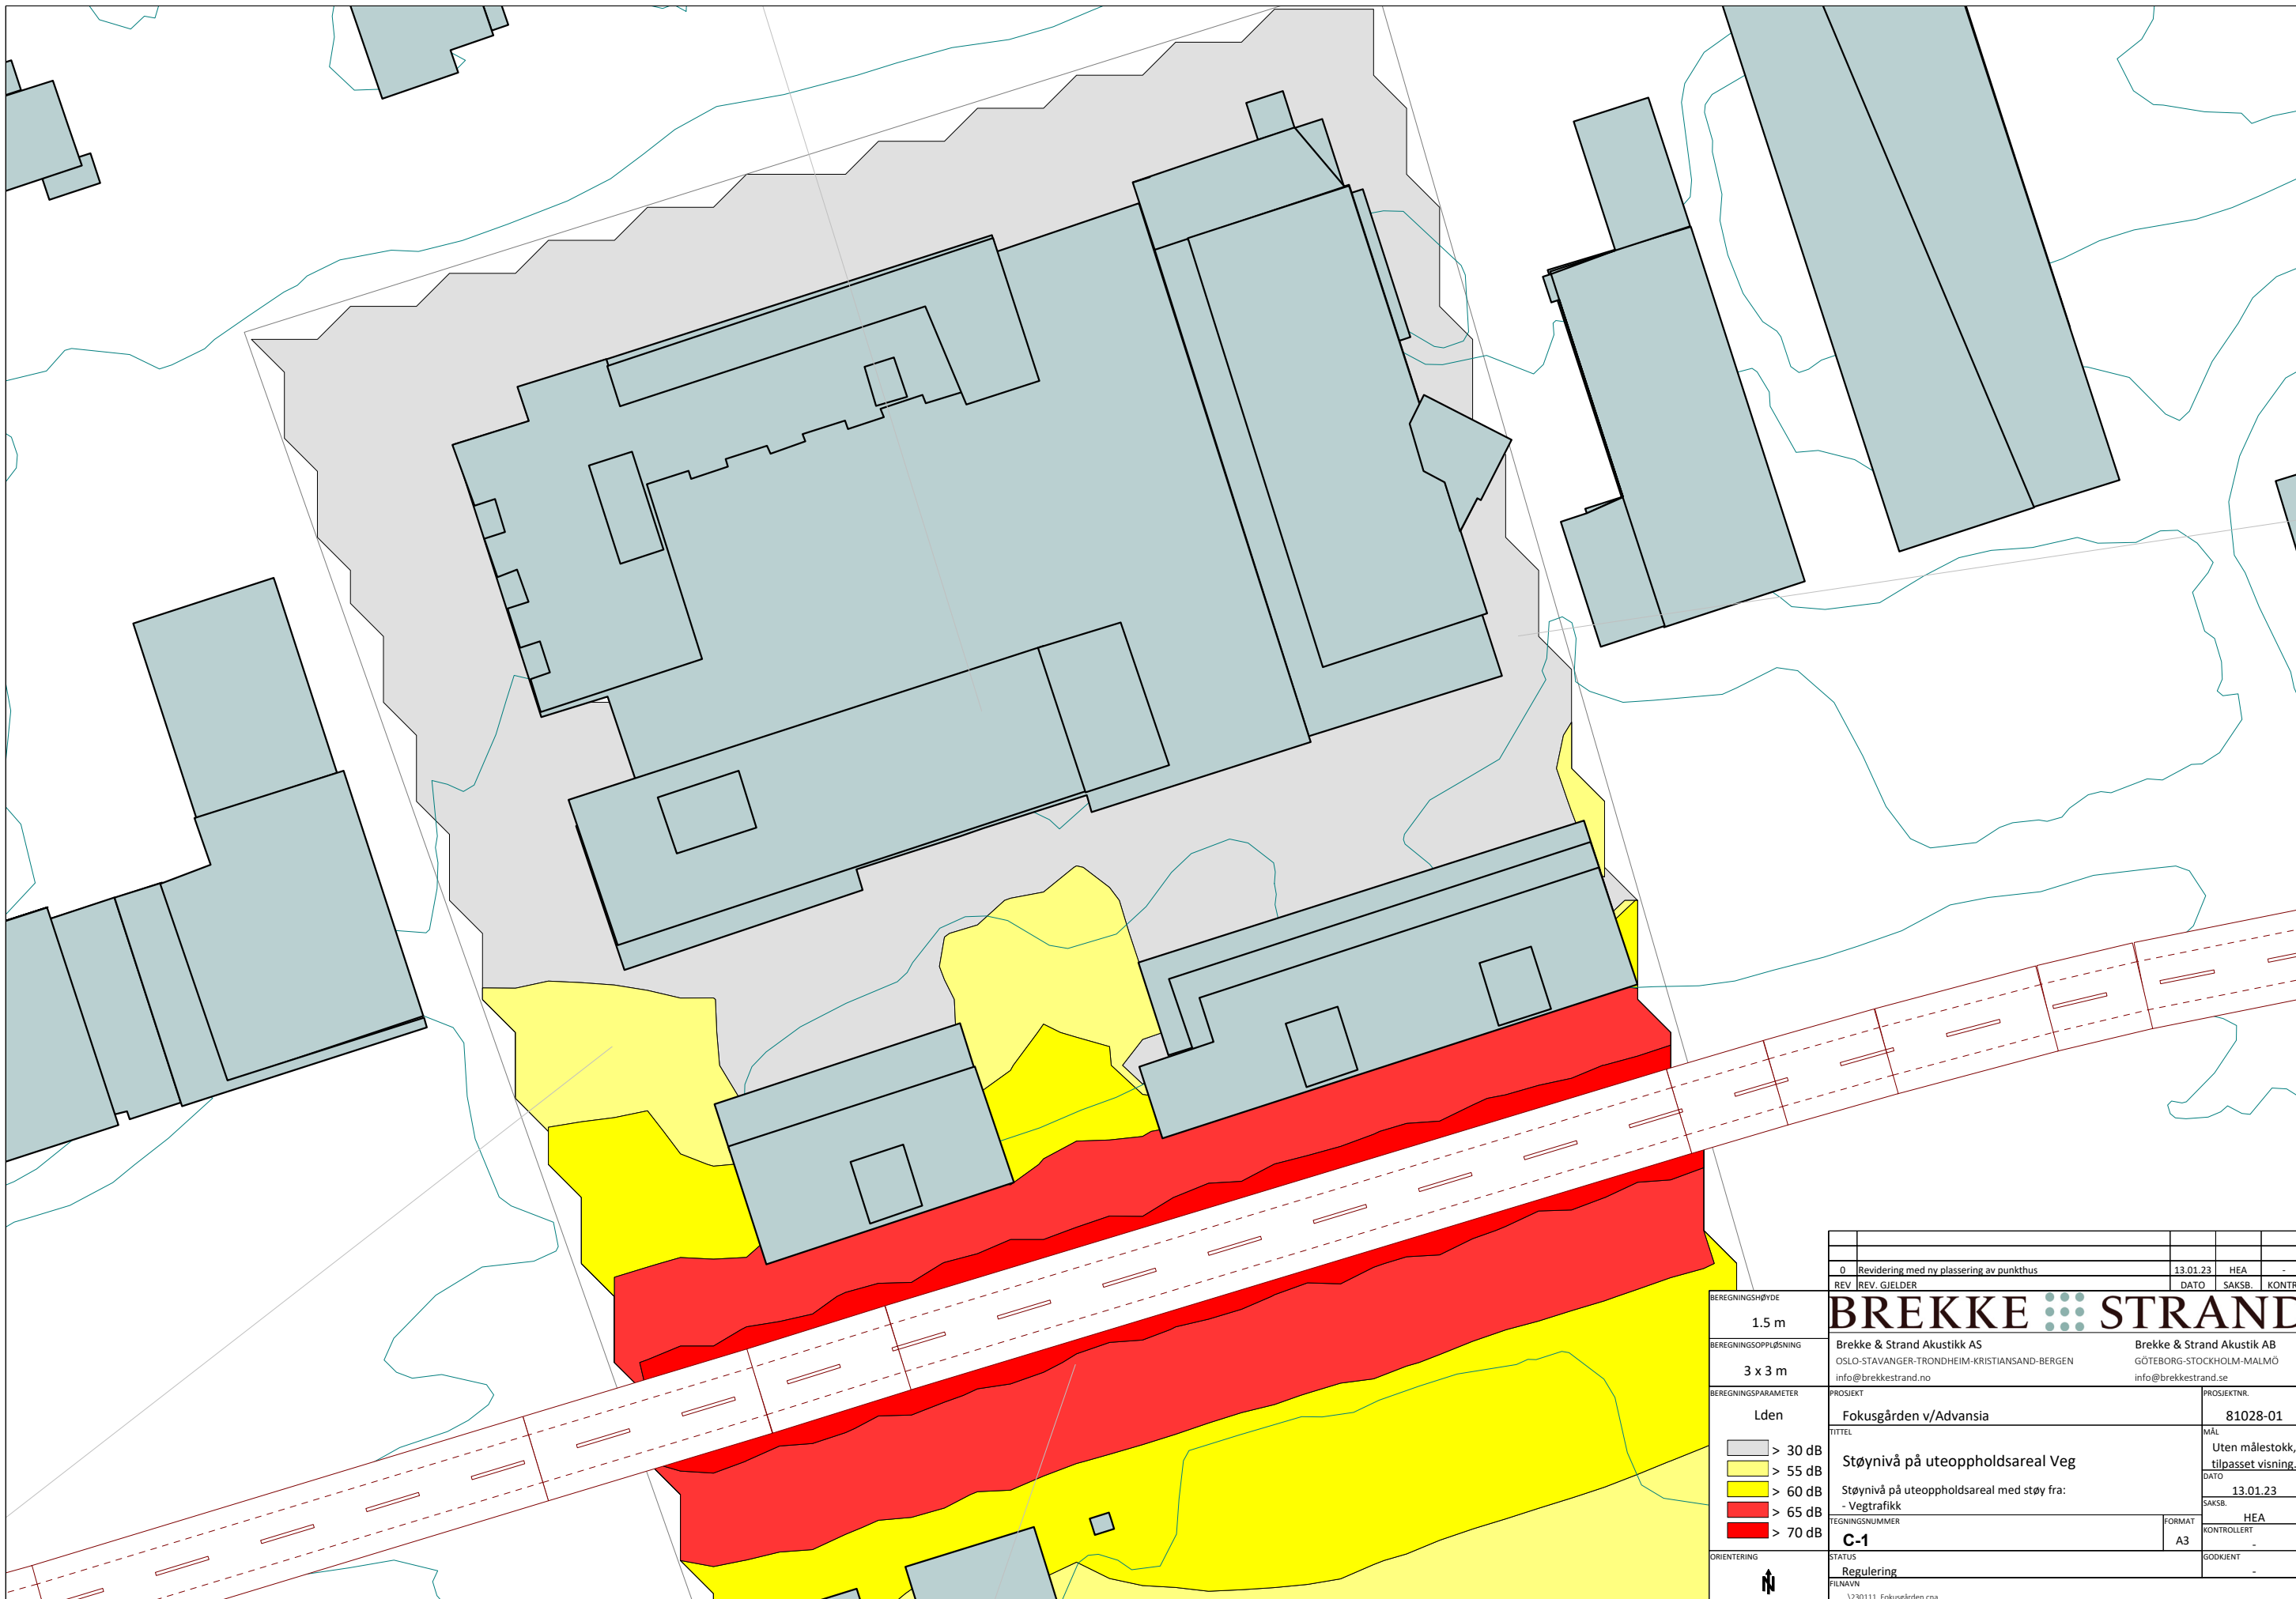 0 Revidering med ny plassering av punkthus 13.01.23 HEA -
REV REV. GJELDER DATO SAKSB. KONTR
BEREGNINGSHØYDE
1.5 m
BEREGNINGSOPPLØSNING
3 x 3 m
BEREGNINGSPARAMETER
Lden
> 30 dB
> 55 dB
> 60 dB
> 65 dB
> 70 dB
ORIENTERING
N
BREKKE STRAND
Brekke & Strand Akustikk AS
OSLO-STAVANGER-TRONDHEIM-KRISTIANSAND-BERGEN
info@brekkestrand.no
Brekke & Strand Akustik AB
GÖTEBORG-STOCKHOLM-MALMÖ
info@brekkestrand.se
PROSJEKT
Fokusgården v/Advansia
PROSJEKTNR.
81028-01
TITTEL
Støynivå på uteoppholdsareal Veg
Støynivå på uteoppholdsareal med støy fra:
- Vegtrafikk
MÅL
Uten målestokk,
tilpasset visning.
DATO
13.01.23
SAKSB.
HEA
TEGNINGSNUMMER
C-1
FORMAT
A3
KONTROLLERT
-
STATUS
Regulering
GODKJENT
-
FILNAVN
\230111_Fokusgården.cna